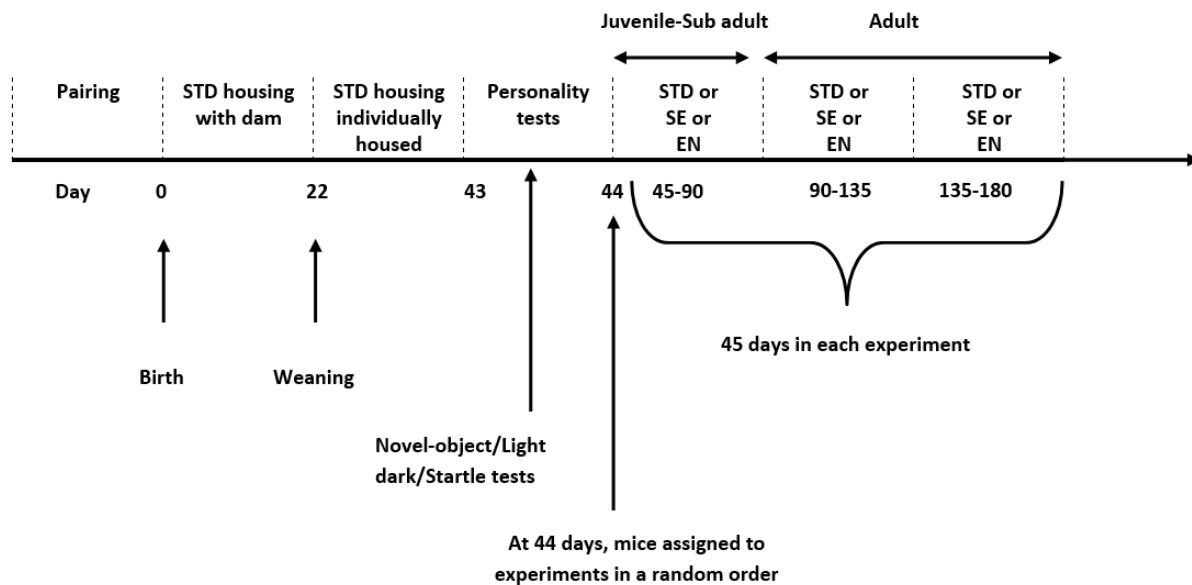 Juvenile-Sub adult
Adult
Pairing
STD housing
with dam
STD housing
individually
housed
Personality
tests
STD or
SE or
EN
STD or
SE or
EN
STD or
SE or
EN
Day
0
22
43
44
45-90
90-135
135-180
45 days in each experiment
Birth
Weaning
Novel-object/Light
dark/Startle tests
At 44 days, mice assigned to
experiments in a random order